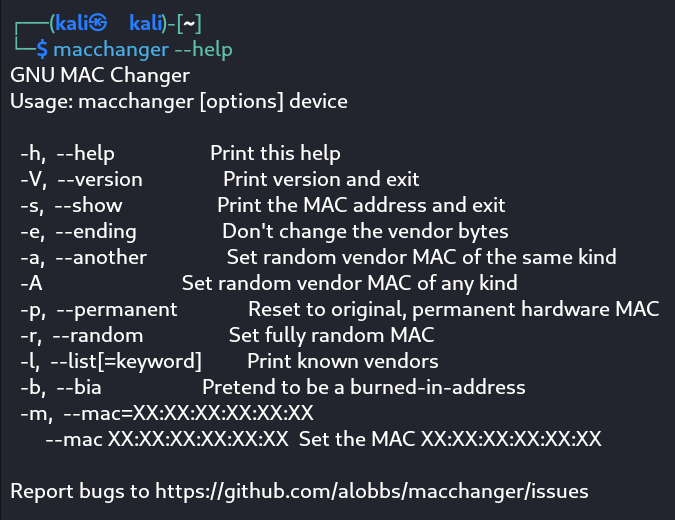 ┌──(kali㉿kali)-[~]
└─$ macchanger --help
GNU MAC Changer
Usage: macchanger [options] device
-h, --help Print this help
-V, --version Print version and exit
-s, --show Print the MAC address and exit
-e, --ending Don't change the vendor bytes
-a, --another Set random vendor MAC of the same kind
-A Set random vendor MAC of any kind
-p, --permanent Reset to original, permanent hardware MAC
-r, --random Set fully random MAC
-l, --list[=keyword] Print known vendors
-b, --bia Pretend to be a burned-in-address
-m, --mac=XX:XX:XX:XX:XX:XX
--mac XX:XX:XX:XX:XX:XX Set the MAC XX:XX:XX:XX:XX:XX
Report bugs to https://github.com/alobbs/macchanger/issues